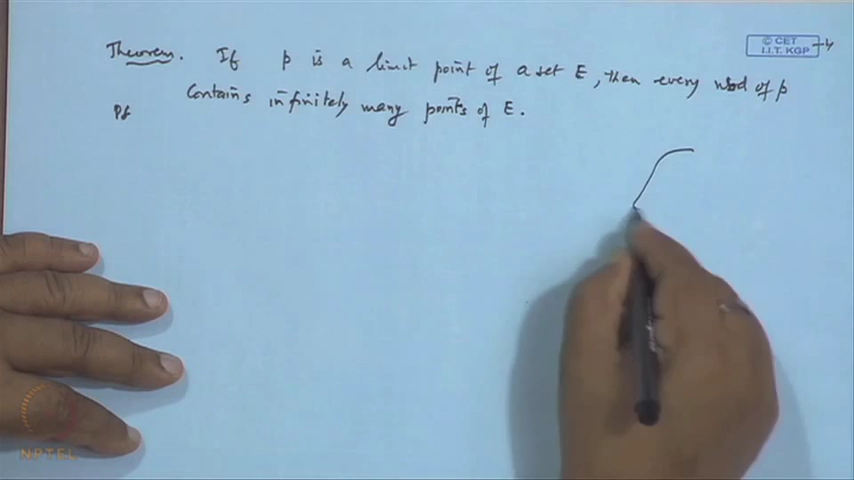 © CET
I.I.T. KGP
Theorem. If p is a limit point of a set E, then every nbd of p
Contains infinitely many points of E.
Pf
NPTEL